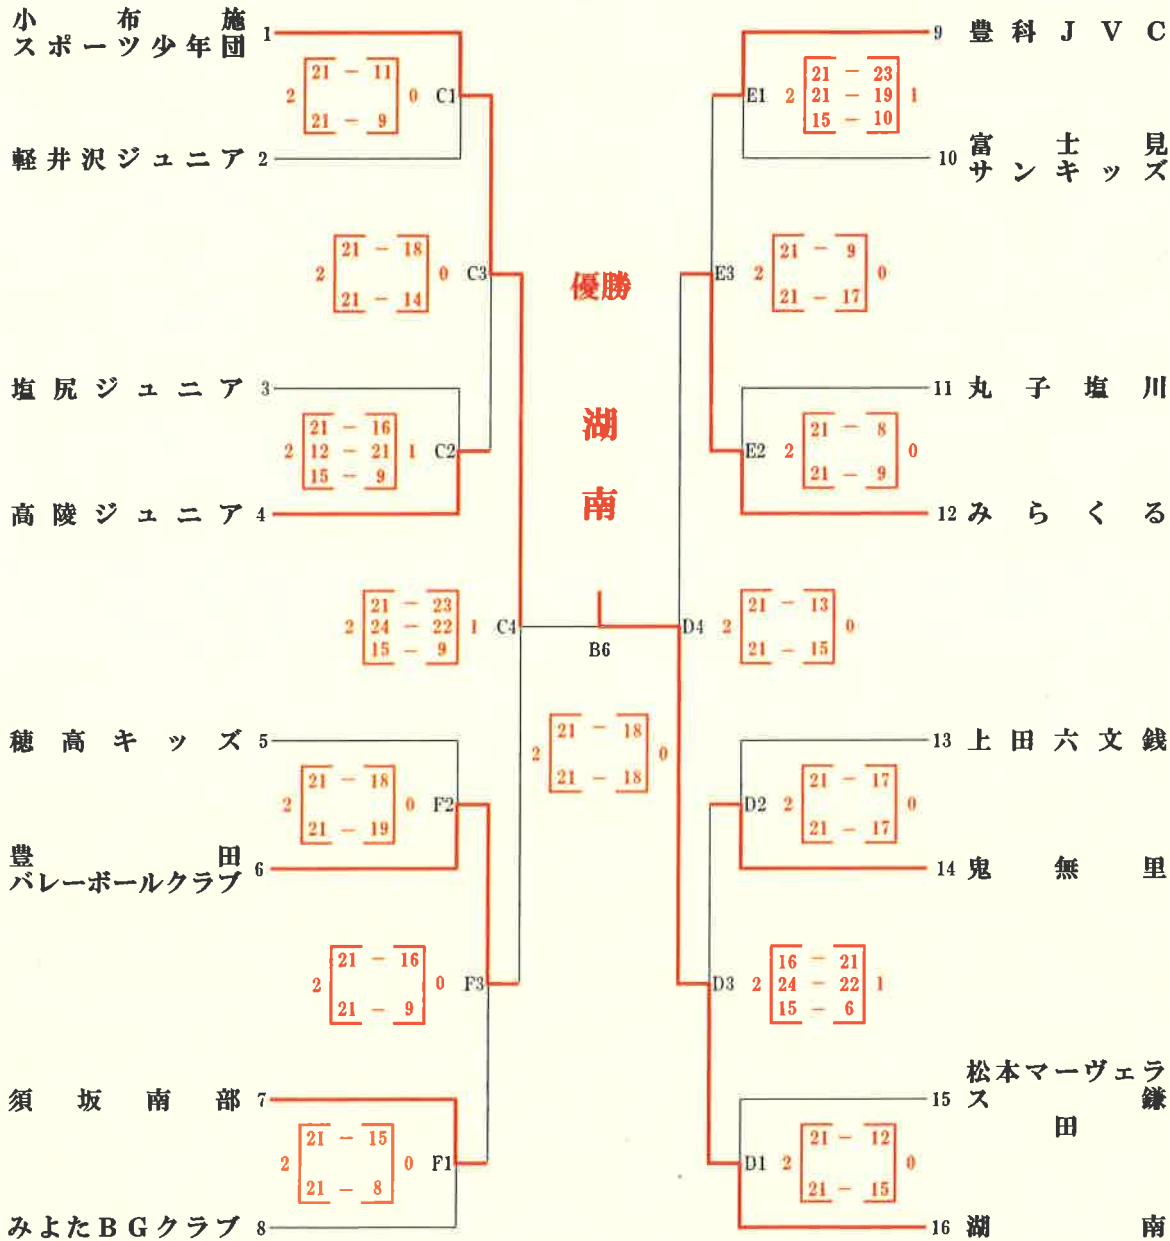 小布施
スポーツ少年団 1
2 21 - 11 0
21 - 9
C1
軽井沢ジュニア 2
2 21 - 18 0
21 - 14
C3
塩尻ジュニア 3
2 21 - 16 1
12 - 21
15 - 9
C2
高陵ジュニア 4
2 21 - 23 1
24 - 22
15 - 9
C4
穂高キッズ 5
2 21 - 18 0
21 - 19
F2
豊田
バレーボールクラブ 6
2 21 - 16 0
21 - 9
F3
須坂南部 7
2 21 - 15 0
21 - 8
F1
みよたBGクラブ 8
優勝
湖南
B6
2 21 - 18 0
21 - 18
9 豊科JVC
E1
2 21 - 23 1
21 - 19
15 - 10
10 富士見
サンキッズ
E3
2 21 - 9 0
21 - 17
11 丸子塩川
E2
2 21 - 8 0
21 - 9
12 みらくる
D4
2 21 - 13 0
21 - 15
13 上田六文銭
D2
2 21 - 17 0
21 - 17
14 鬼無里
D3
2 16 - 21 1
24 - 22
15 - 6
松本マーヴェラ
15 ス鎌
田
D1
2 21 - 12 0
21 - 15
16 湖南